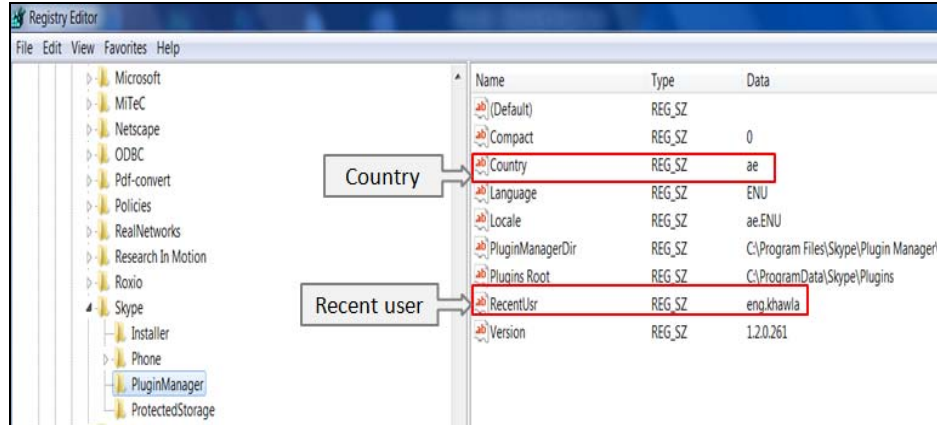 Registry Editor
File Edit View Favorites Help
Microsoft
MiTeC
Netscape
ODBC
Pdf-convert
Policies
RealNetworks
Research In Motion
Roxio
Skype
Installer
Phone
PluginManager
ProtectedStorage
Country
Recent user
Name Type Data
(Default) REG_SZ
Compact REG_SZ 0
Country REG_SZ ae
Language REG_SZ ENU
Locale REG_SZ ae.ENU
PluginManagerDir REG_SZ C:\Program Files\Skype\Plugin Manager\
Plugins Root REG_SZ C:\ProgramData\Skype\Plugins
RecentUsr REG_SZ eng.khawla
Version REG_SZ 1.2.0.261